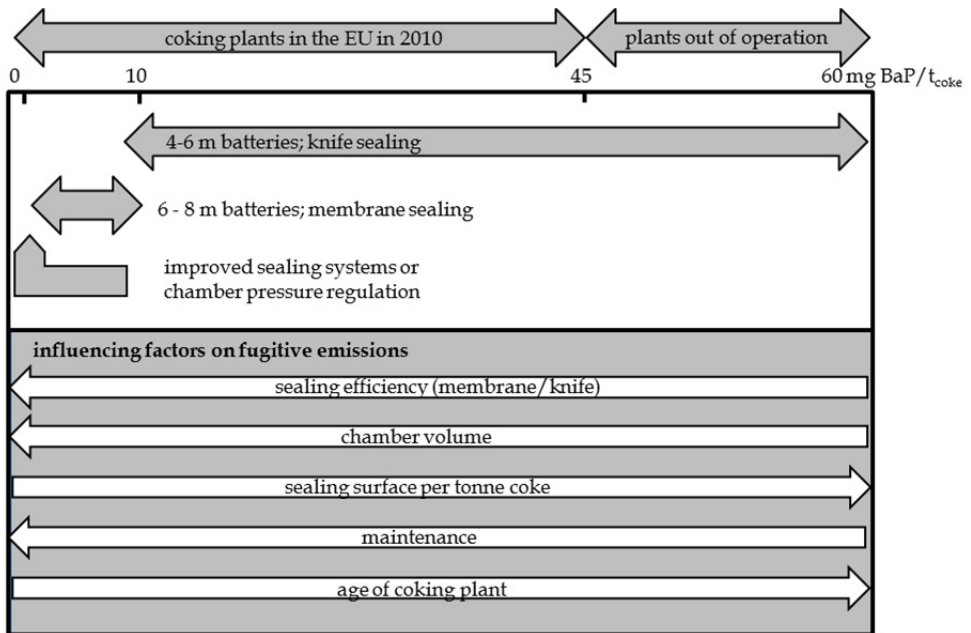 coking plants in the EU in 2010
plants out of operation
0
10
45
60 mg BaP/tcoke
4-6 m batteries; knife sealing
6 - 8 m batteries; membrane sealing
improved sealing systems or
chamber pressure regulation
influencing factors on fugitive emissions
sealing efficiency (membrane/knife)
chamber volume
sealing surface per tonne coke
maintenance
age of coking plant